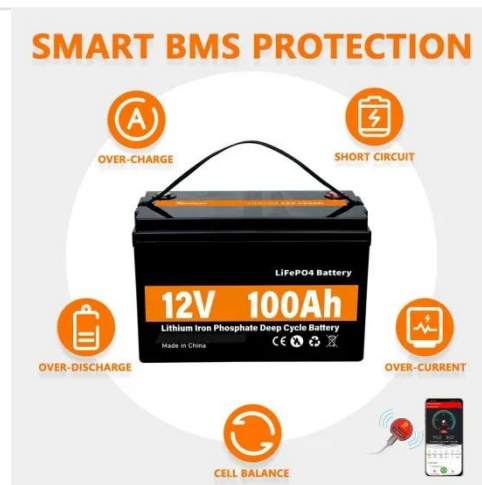 SMART BMS PROTECTION
OVER-CHARGE
SHORT CIRCUIT
LiFePO4 Battery
12V 100Ah
Lithium Iron Phosphate Deep Cycle Battery
Made in China
CE
OVER-DISCHARGE
OVER-CURRENT
CELL BALANCE